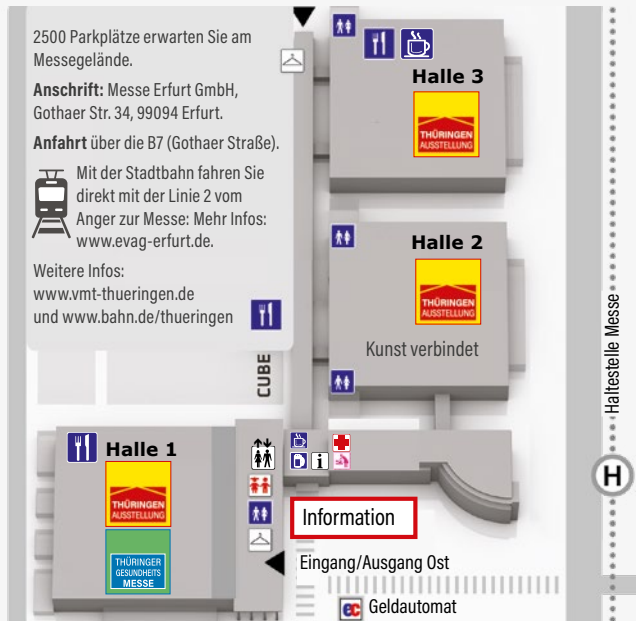 2500 Parkplätze erwarten Sie am
Messegelände.
Anschrift: Messe Erfurt GmbH,
Gothaer Str. 34, 99094 Erfurt.
Anfahrt über die B7 (Gothaer Straße).
Mit der Stadtbahn fahren Sie
direkt mit der Linie 2 vom
Anger zur Messe: Mehr Infos:
www.evag-erfurt.de.
Weitere Infos:
www.vmt-thueringen.de
und www.bahn.de/thueringen
CUBE
Halle 3
THÜRINGEN
AUSSTELLUNG
Halle 2
THÜRINGEN
AUSSTELLUNG
Kunst verbindet
Haltestelle Messe
H
Halle 1
THÜRINGEN
AUSSTELLUNG
THÜRINGER
GESUNDHEITS
MESSE
i
Information
Eingang/Ausgang Ost
ec
Geldautomat